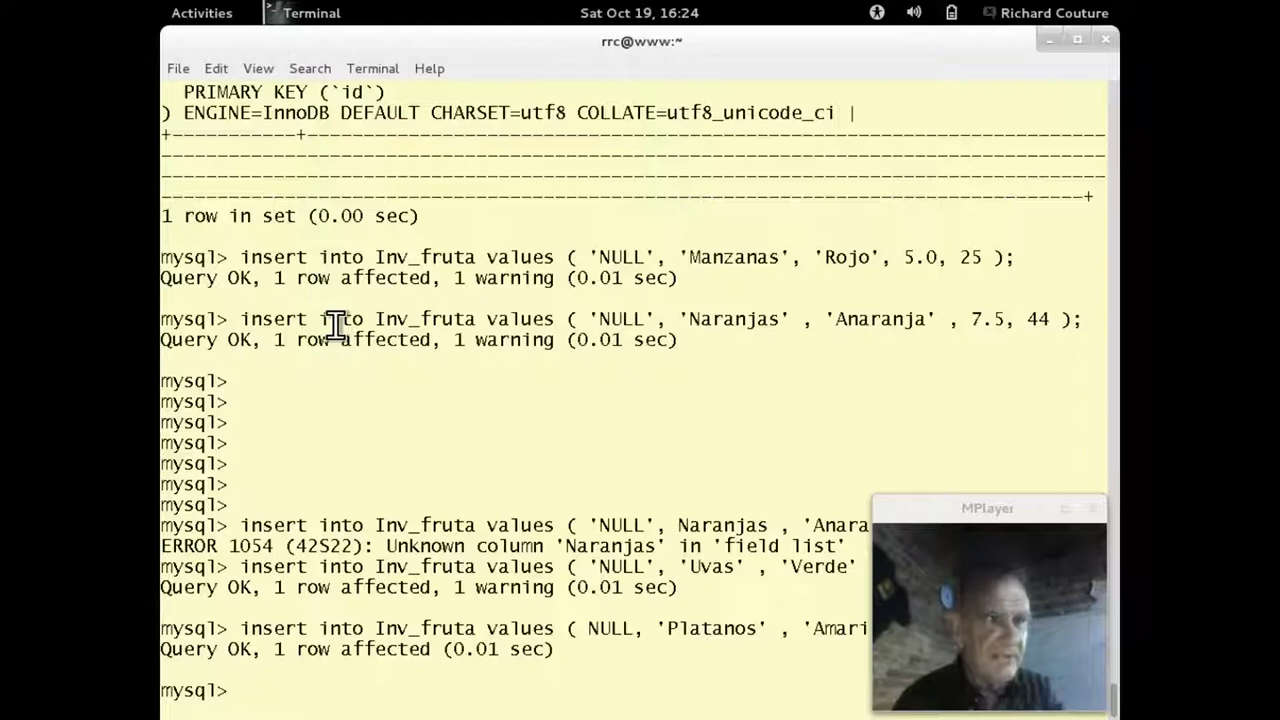 Activities Terminal Sat Oct 19, 16:24 Richard Couture
rrc@www:~
File Edit View Search Terminal Help
PRIMARY KEY (`id`)
) ENGINE=InnoDB DEFAULT CHARSET=utf8 COLLATE=utf8_unicode_ci |
+-----------+-----------------------------------------------------------------------
------------------------------------------------------------------------------------
------------------------------------------------------------------------------------
----------------------------------------------------------------------------------+
1 row in set (0.00 sec)
mysql> insert into Inv_fruta values ( 'NULL', 'Manzanas', 'Rojo', 5.0, 25 );
Query OK, 1 row affected, 1 warning (0.01 sec)
mysql> insert into Inv_fruta values ( 'NULL', 'Naranjas' , 'Anaranja' , 7.5, 44 );
Query OK, 1 row affected, 1 warning (0.01 sec)
mysql>
mysql>
mysql>
mysql>
mysql>
mysql>
mysql>
mysql> insert into Inv_fruta values ( 'NULL', Naranjas , 'Anara
ERROR 1054 (42S22): Unknown column 'Naranjas' in 'field list'
mysql> insert into Inv_fruta values ( 'NULL', 'Uvas' , 'Verde'
Query OK, 1 row affected, 1 warning (0.01 sec)
mysql> insert into Inv_fruta values ( NULL, 'Platanos' , 'Amari
Query OK, 1 row affected (0.01 sec)
mysql>
MPlayer